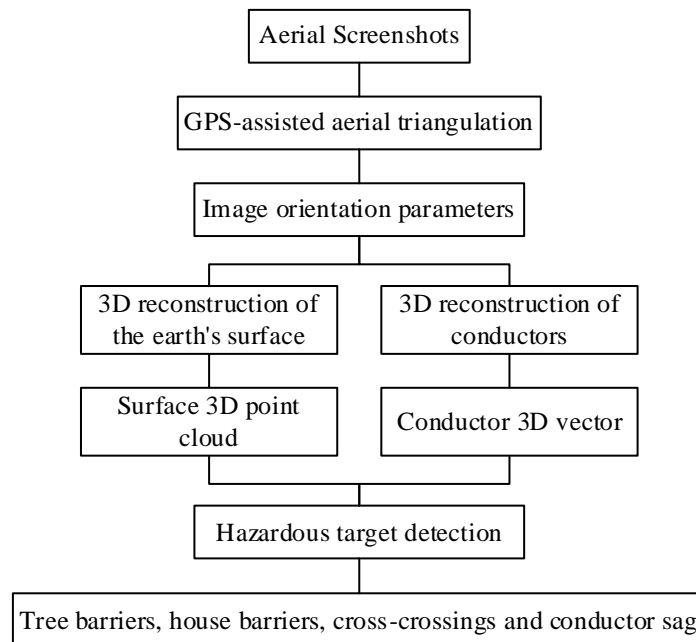 Aerial Screenshots
GPS-assisted aerial triangulation
Image orientation parameters
3D reconstruction of
the earth's surface
3D reconstruction of
conductors
Surface 3D point
cloud
Conductor 3D vector
Hazardous target detection
Tree barriers, house barriers, cross-crossings and conductor sag